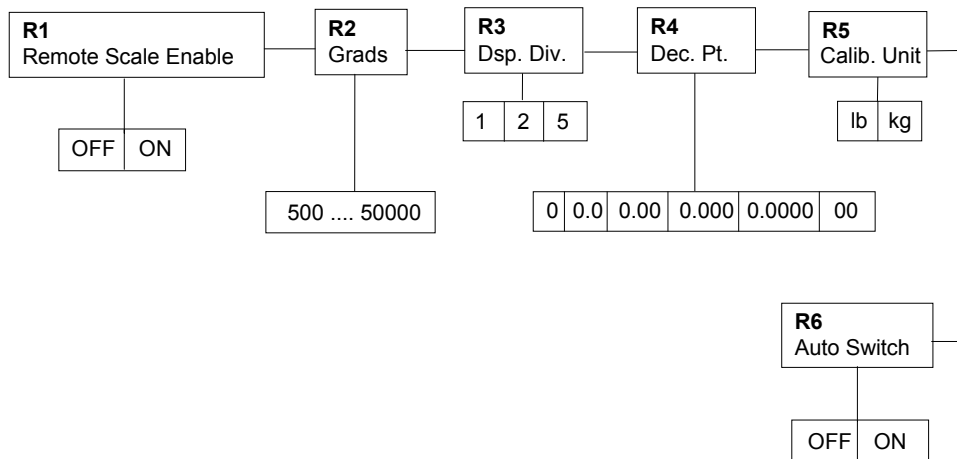 R1
Remote Scale Enable
R2
Grads
R3
Dsp. Div.
R4
Dec. Pt.
R5
Calib. Unit
OFF ON
1 2 5
lb kg
500 .... 50000
0 0.0 0.00 0.000 0.0000 00
R6
Auto Switch
OFF ON